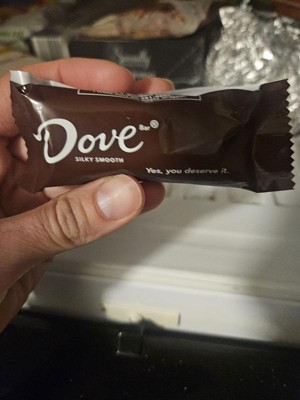 Dove Bar®
SILKY SMOOTH
Yes, you deserve it.